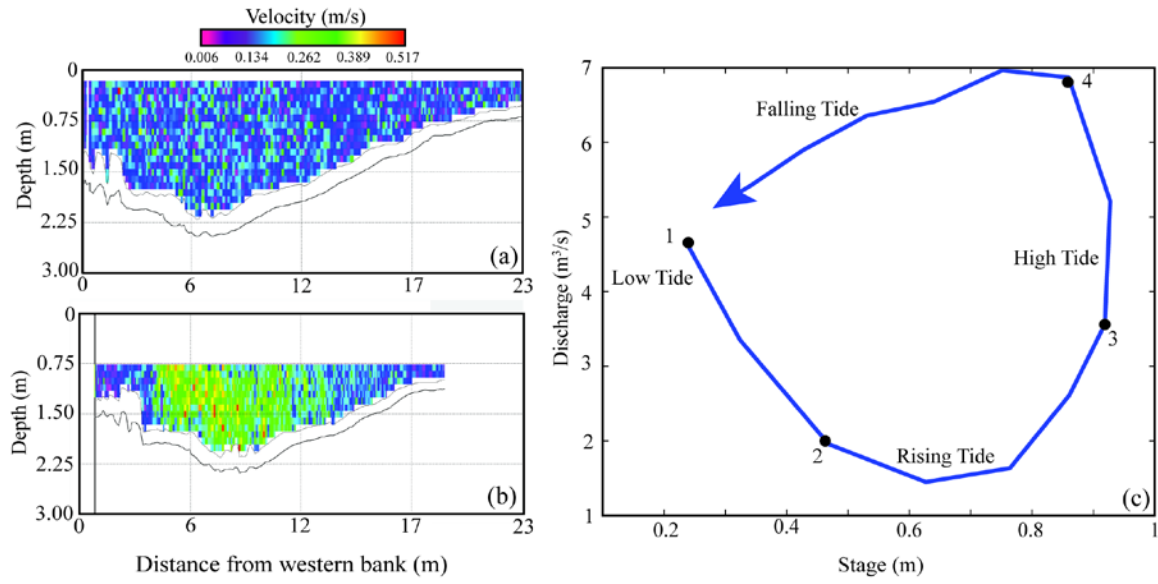 Velocity (m/s)
0.006 0.134 0.262 0.389 0.517
0
0.75
1.50
2.25
3.00
Depth (m)
0 6 12 17 23
(a)
0
0.75
1.50
2.25
3.00
Depth (m)
0 6 12 17 23
(b)
Distance from western bank (m)
7
6
5
4
3
2
1
Discharge (m³/s)
Falling Tide
4
1
Low Tide
High Tide
3
2
Rising Tide
(c)
0.2 0.4 0.6 0.8 1
Stage (m)